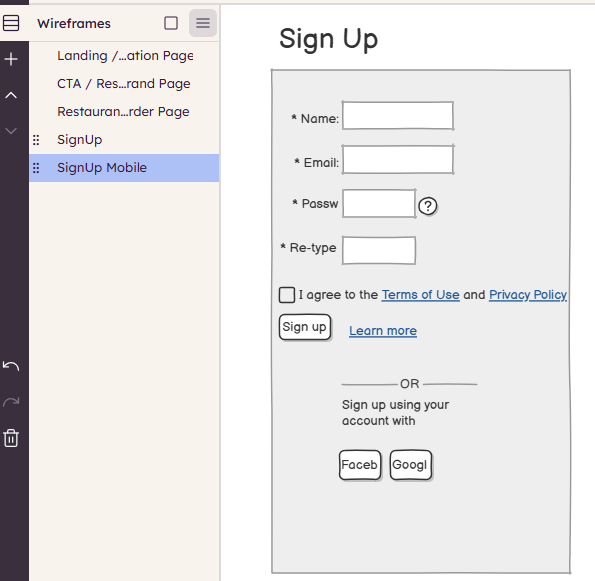 Wireframes
Landing /...ation Page
CTA / Res...rand Page
Restauran...rder Page
SignUp
SignUp Mobile
Sign Up
* Name:
* Email:
* Passw
?
* Re-type
I agree to the Terms of Use and Privacy Policy
Sign up
Learn more
OR
Sign up using your
account with
Faceb
Googl